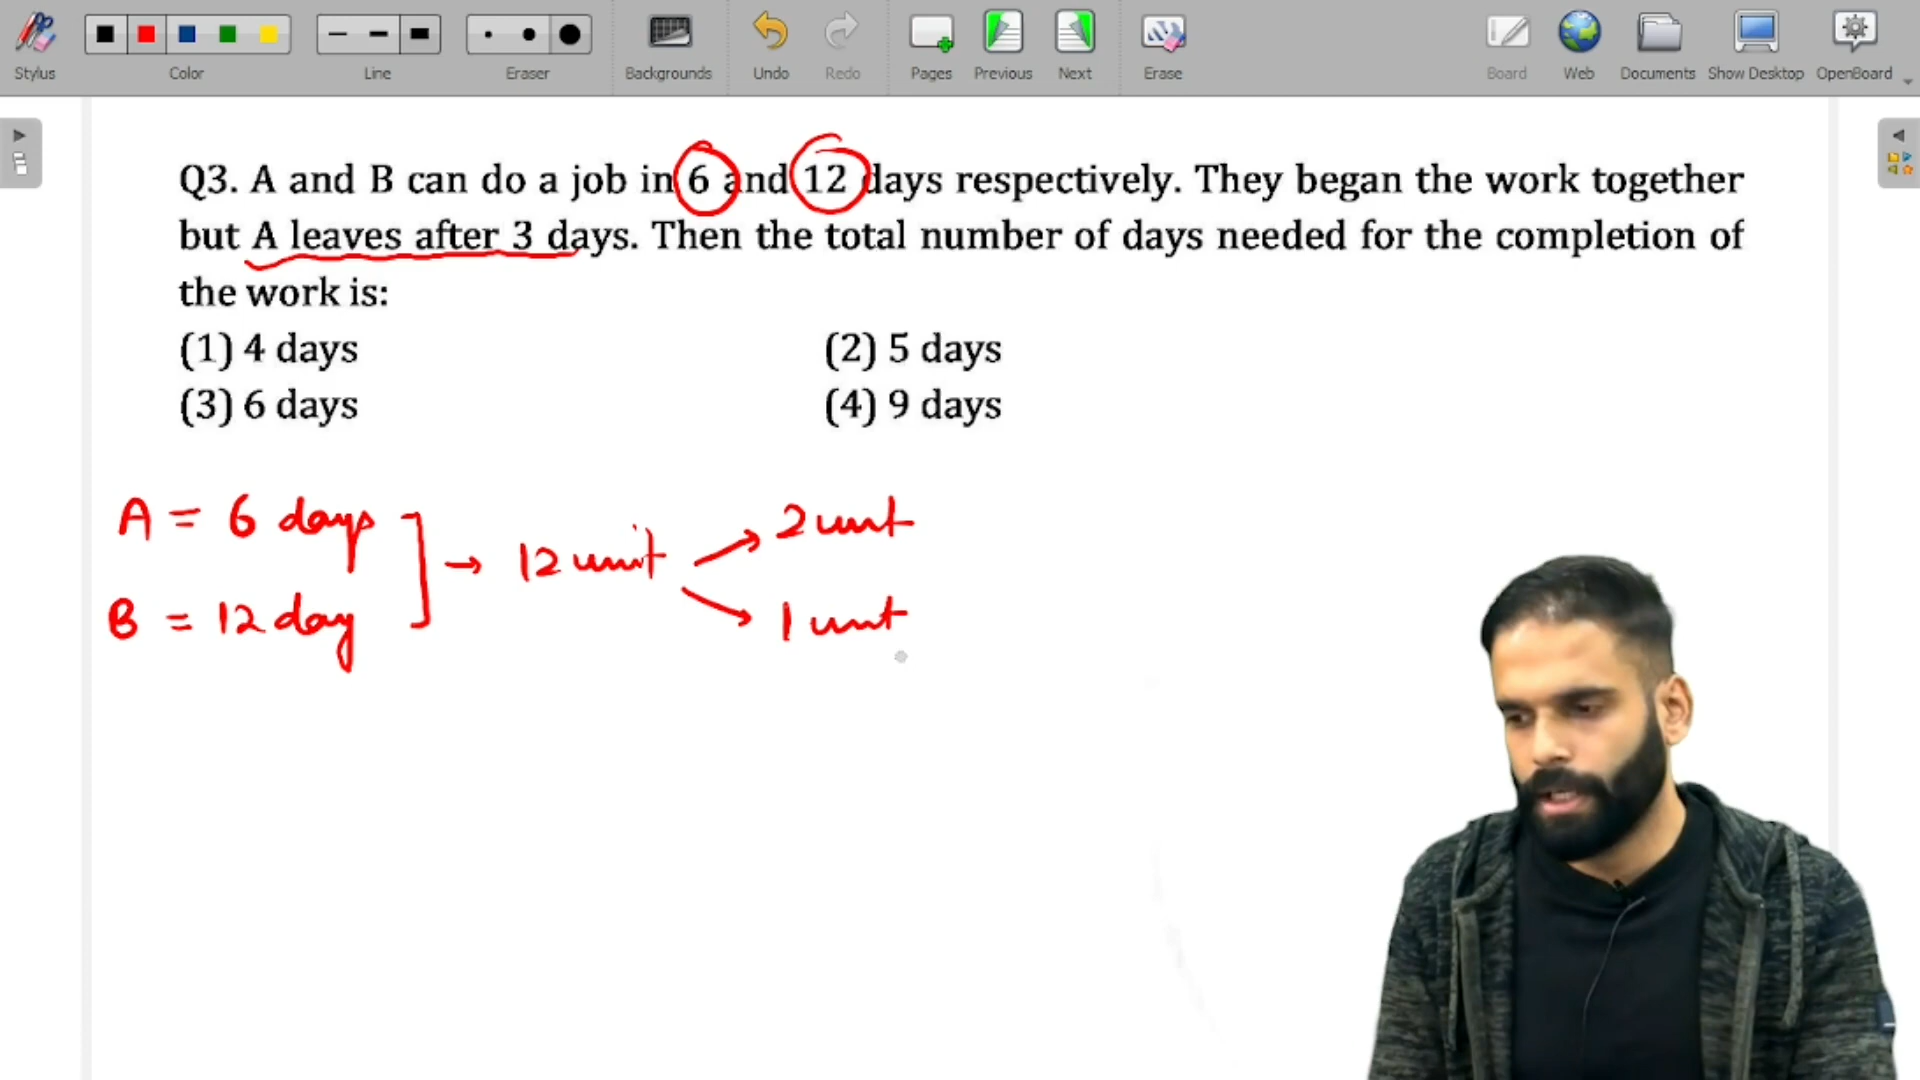 Stylus Color Line Eraser Backgrounds Undo Redo Pages Previous Next Erase Board Web Documents Show Desktop OpenBoard
Q3. A and B can do a job in 6 and 12 days respectively. They began the work together
but A leaves after 3 days. Then the total number of days needed for the completion of
the work is:
(1) 4 days (2) 5 days
(3) 6 days (4) 9 days
A = 6 days
B = 12 day
→ 12 unit
2 unit
1 unit